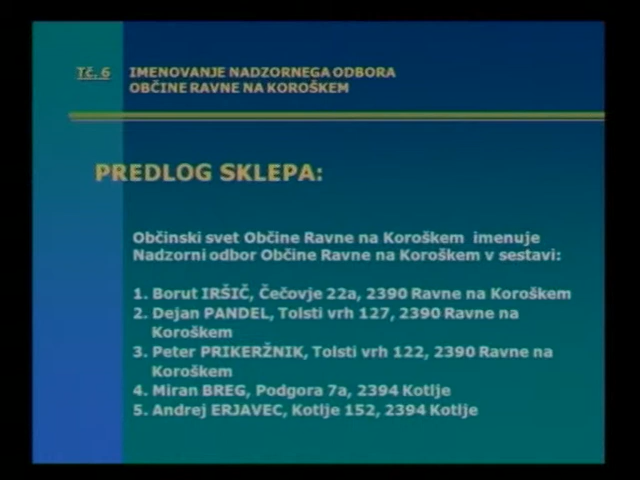 Tč. 6 IMENOVANJE NADZORNEGA ODBORA
OBČINE RAVNE NA KOROŠKEM
PREDLOG SKLEPA:
Občinski svet Občine Ravne na Koroškem imenuje
Nadzorni odbor Občine Ravne na Koroškem v sestavi:
1. Borut IRŠIČ, Čečovje 22a, 2390 Ravne na Koroškem
2. Dejan PANDEL, Tolsti vrh 127, 2390 Ravne na
Koroškem
3. Peter PRIKERŽNIK, Tolsti vrh 122, 2390 Ravne na
Koroškem
4. Miran BREG, Podgora 7a, 2394 Kotlje
5. Andrej ERJAVEC, Kotlje 152, 2394 Kotlje